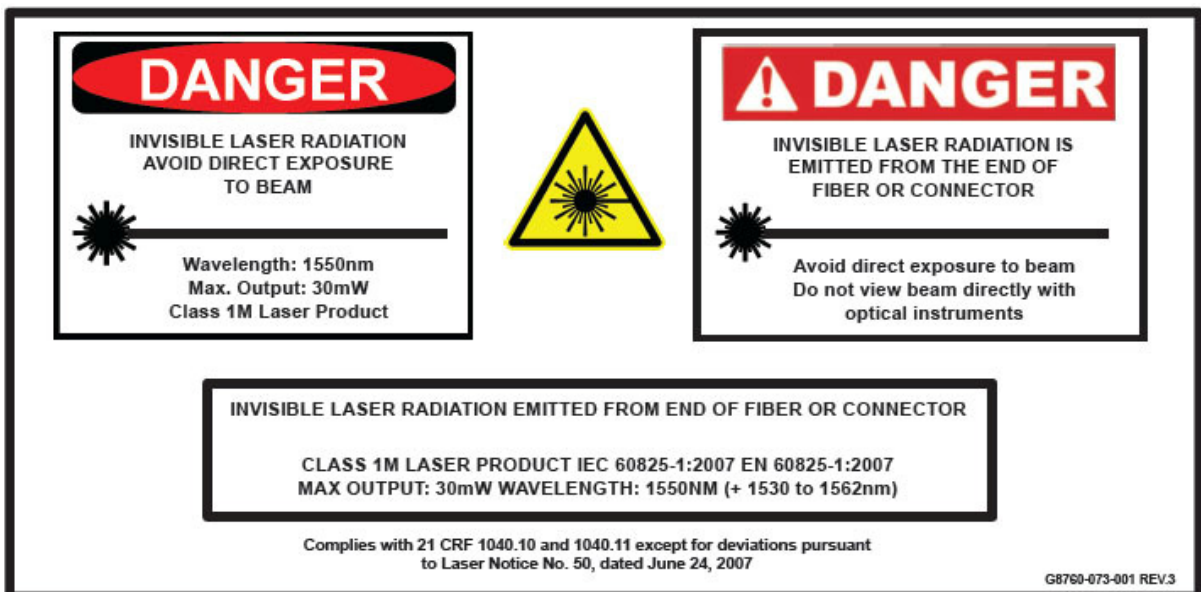 DANGER
INVISIBLE LASER RADIATION
AVOID DIRECT EXPOSURE
TO BEAM
Wavelength: 1550nm
Max. Output: 30mW
Class 1M Laser Product
DANGER
INVISIBLE LASER RADIATION IS
EMITTED FROM THE END OF
FIBER OR CONNECTOR
Avoid direct exposure to beam
Do not view beam directly with
optical instruments
INVISIBLE LASER RADIATION EMITTED FROM END OF FIBER OR CONNECTOR
CLASS 1M LASER PRODUCT IEC 60825-1:2007 EN 60825-1:2007
MAX OUTPUT: 30mW WAVELENGTH: 1550NM (+ 1530 to 1562nm)
Complies with 21 CRF 1040.10 and 1040.11 except for deviations pursuant
to Laser Notice No. 50, dated June 24, 2007
G8760-073-001 REV.3